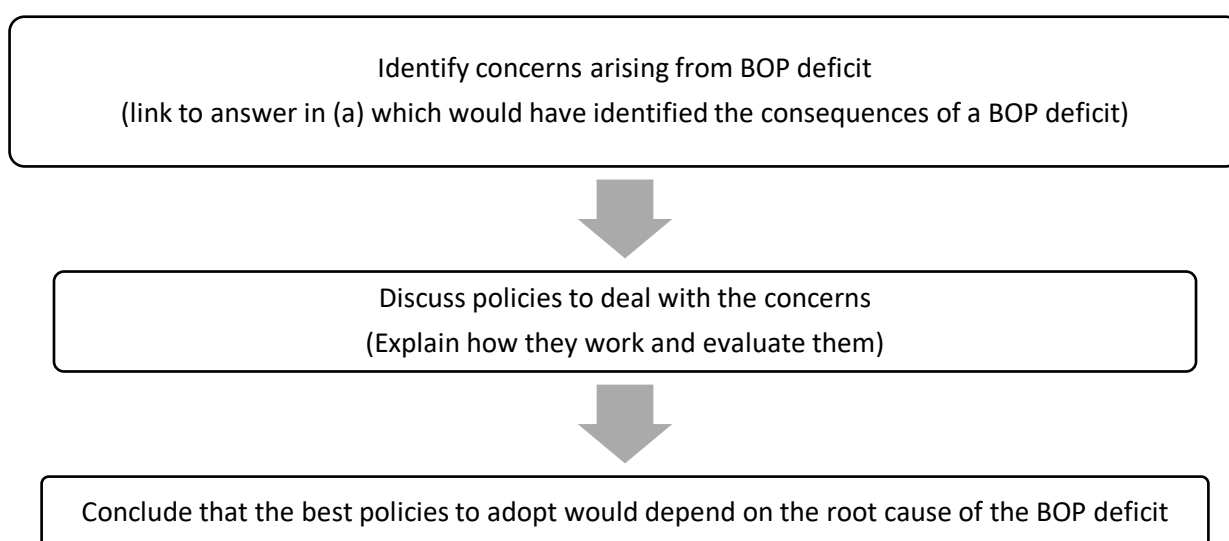 Identify concerns arising from BOP deficit
(link to answer in (a) which would have identified the consequences of a BOP deficit)
Discuss policies to deal with the concerns
(Explain how they work and evaluate them)
Conclude that the best policies to adopt would depend on the root cause of the BOP deficit